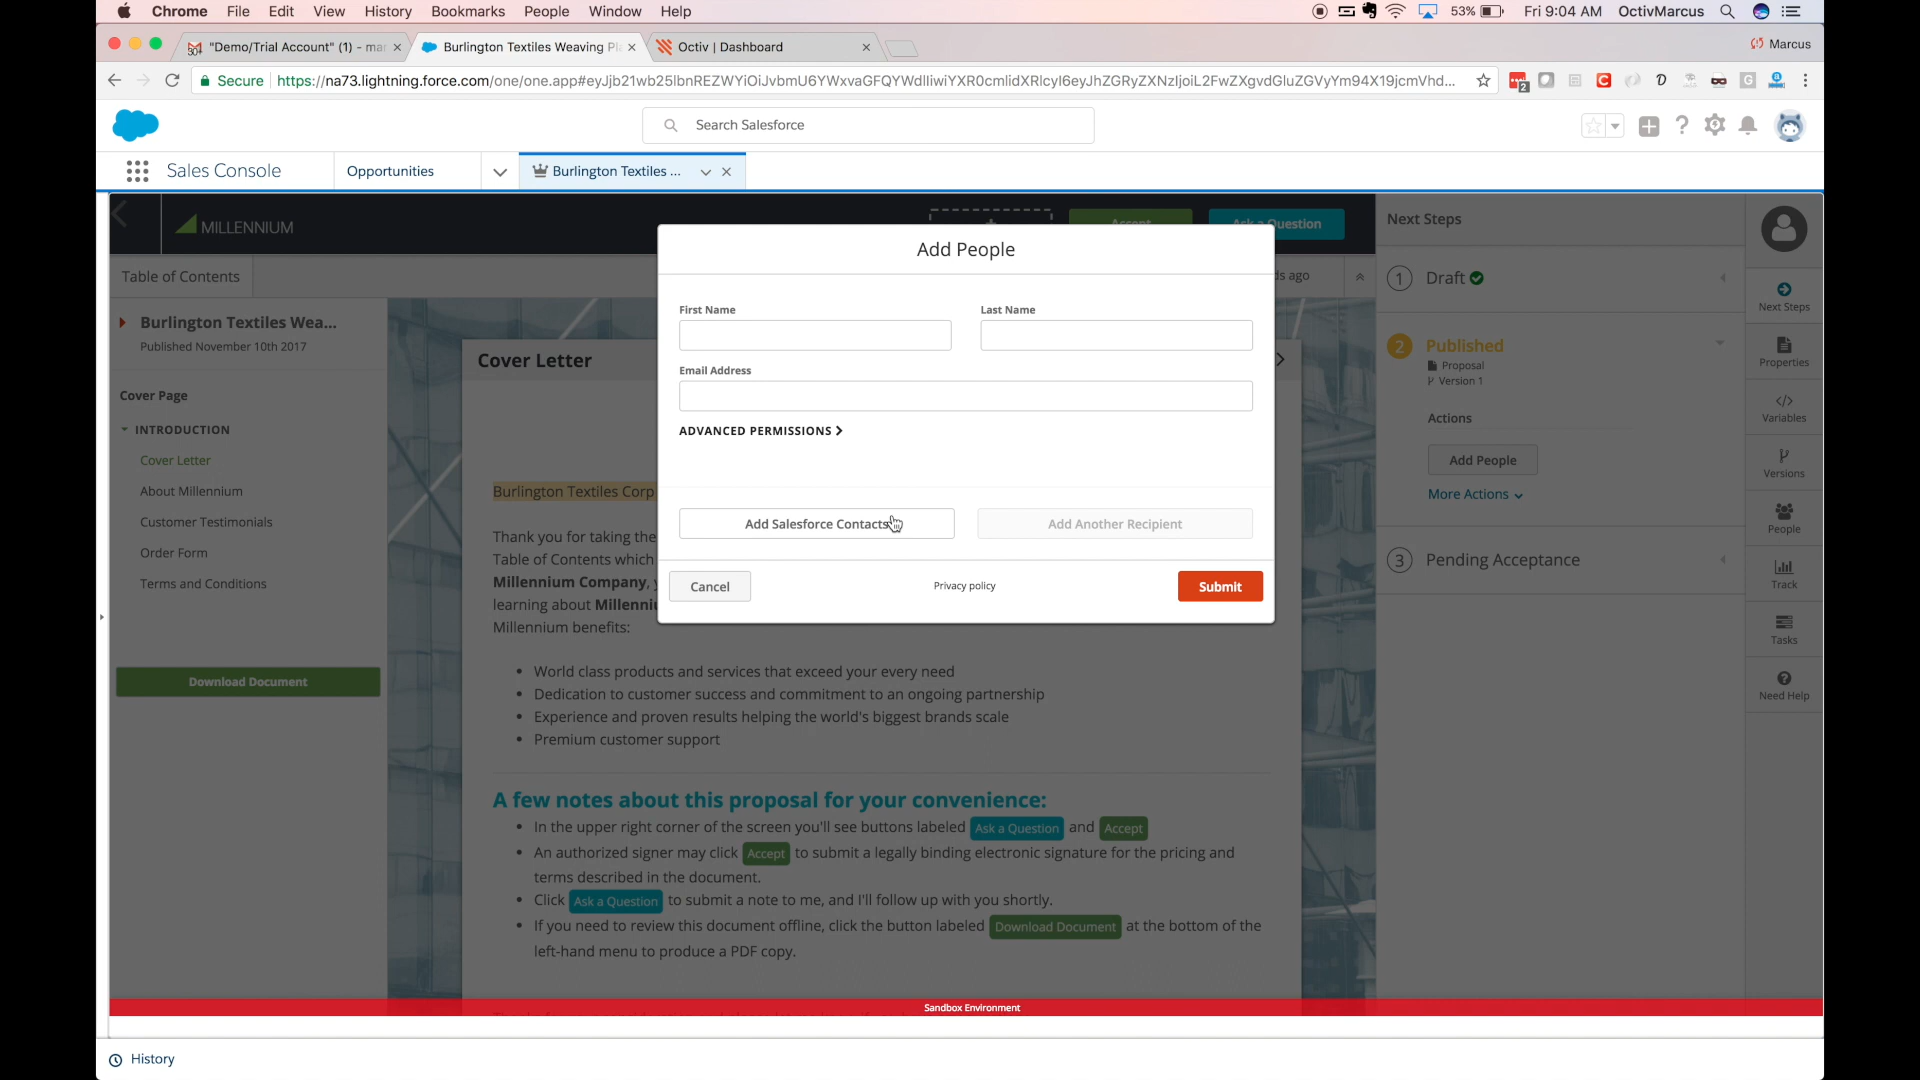 Chrome File Edit View History Bookmarks People Window Help 53% Fri 9:04 AM OctivMarcus
"Demo/Trial Account" (1) - mar Burlington Textiles Weaving Pla Octiv | Dashboard Marcus
Secure https://na73.lightning.force.com/one/one.app#eyJjb21wb25lbnREZWYiOiJvbmU6YWxvaGFQYWdlIiwiYXR0cmlidXRlcyI6eyJhZGRyZXNzIjoiL2FwZXgvdGluZGVyYm94X19jcmVhd...
Search Salesforce
Sales Console Opportunities Burlington Textiles ...
MILLENNIUM Accept Ask a Question Next Steps
Add People
Table of Contents ds ago
1 Draft
Next Steps
First Name Last Name
Burlington Textiles Wea...
Published November 10th 2017
2 Published
Proposal
Version 1
Properties
Cover Letter
Email Address
Cover Page
Actions
Variables
INTRODUCTION
ADVANCED PERMISSIONS
Cover Letter
Add People
Versions
About Millennium
Burlington Textiles Corp
More Actions
Customer Testimonials
Add Salesforce Contacts Add Another Recipient
People
Thank you for taking the
Order Form
Table of Contents which
3 Pending Acceptance
Terms and Conditions
Millennium Company, y
Cancel Privacy policy Submit
Track
learning about Millenniu
Millennium benefits:
Tasks
World class products and services that exceed your every need
Download Document
Dedication to customer success and commitment to an ongoing partnership
Need Help
Experience and proven results helping the world's biggest brands scale
Premium customer support
A few notes about this proposal for your convenience:
In the upper right corner of the screen you'll see buttons labeled Ask a Question and Accept
An authorized signer may click Accept to submit a legally binding electronic signature for the pricing and
terms described in the document.
Click Ask a Question to submit a note to me, and I'll follow up with you shortly.
If you need to review this document offline, click the button labeled Download Document at the bottom of the
left-hand menu to produce a PDF copy.
Sandbox Environment
History